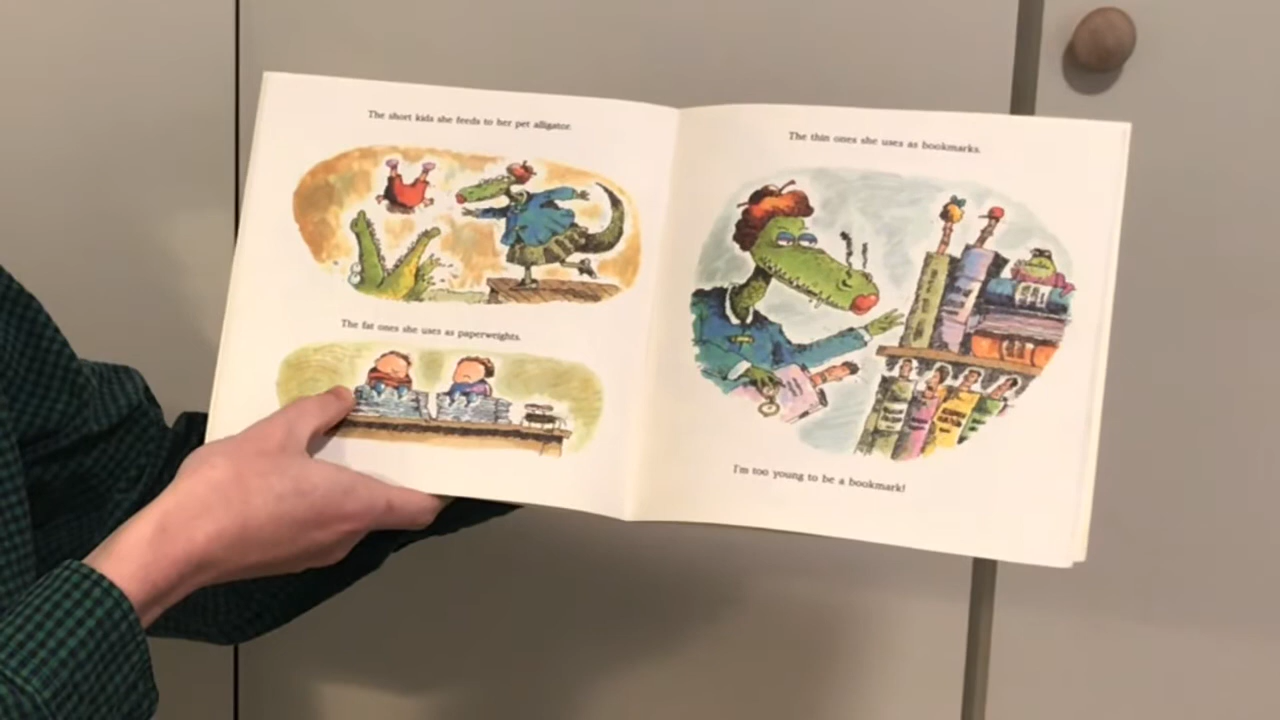 The short kids she feeds to her pet alligator.
The fat ones she uses as paperweights.
The thin ones she uses as bookmarks.
I'm too young to be a bookmark!